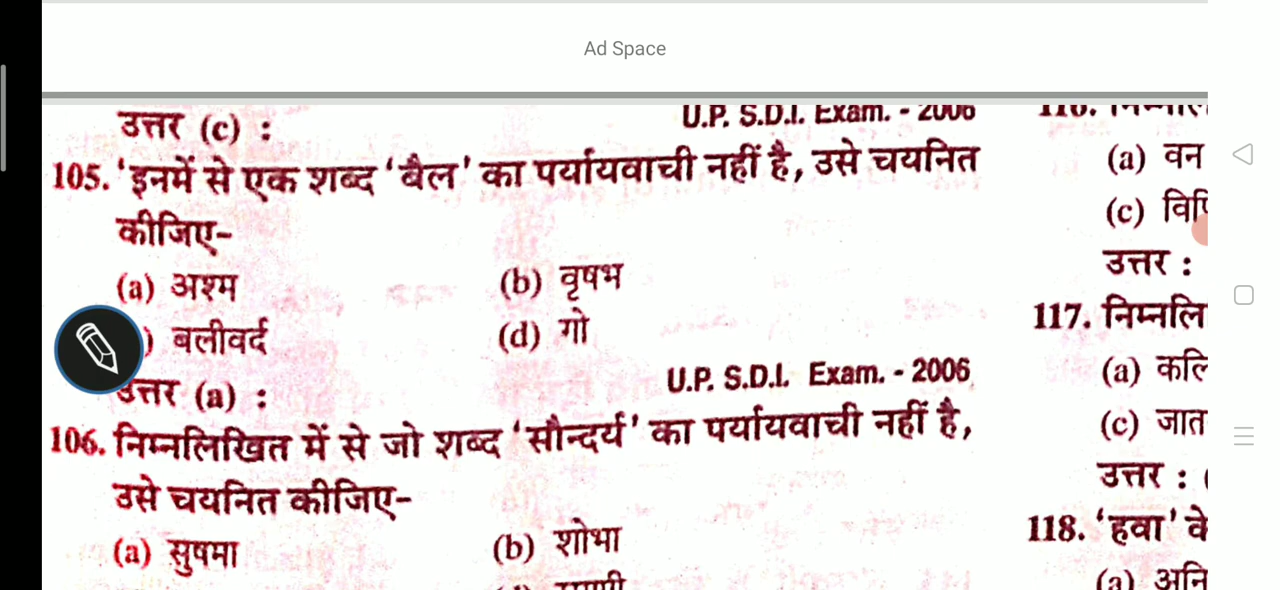 Ad Space
उत्तर (c) :
U.P. S.D.I. Exam. - 2006
105. 'इनमें से एक शब्द 'बैल' का पर्यायवाची नहीं है, उसे चयनित
कीजिए-
(a) अश्म
(b) वृषभ
) बलीवर्द
(d) गो
उत्तर (a) :
U.P. S.D.I. Exam. - 2006
106. निम्नलिखित में से जो शब्द 'सौन्दर्य' का पर्यायवाची नहीं है,
उसे चयनित कीजिए-
(a) सुषमा
(b) शोभा
(a) वन
(c)
उत्तर :
117. निम्नलि
(a)
(c) जात
उत्तर : (
118. 'हवा' के
(a)